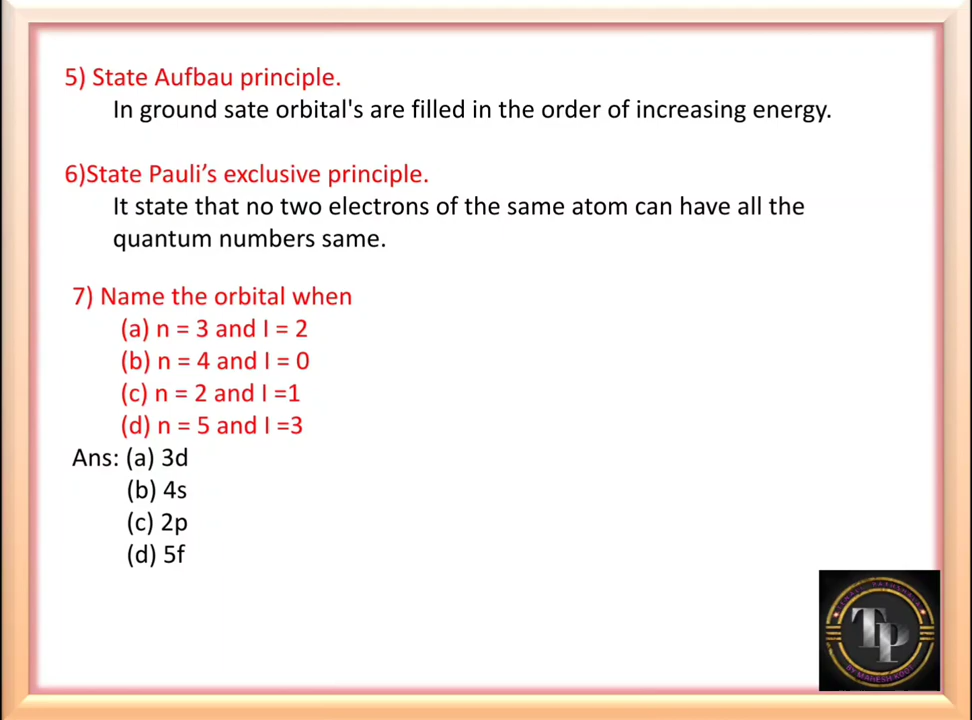 5) State Aufbau principle.
In ground sate orbital's are filled in the order of increasing energy.
6)State Pauli’s exclusive principle.
It state that no two electrons of the same atom can have all the
quantum numbers same.
7) Name the orbital when
(a) n = 3 and l = 2
(b) n = 4 and l = 0
(c) n = 2 and l =1
(d) n = 5 and l =3
Ans: (a) 3d
(b) 4s
(c) 2p
(d) 5f
TP